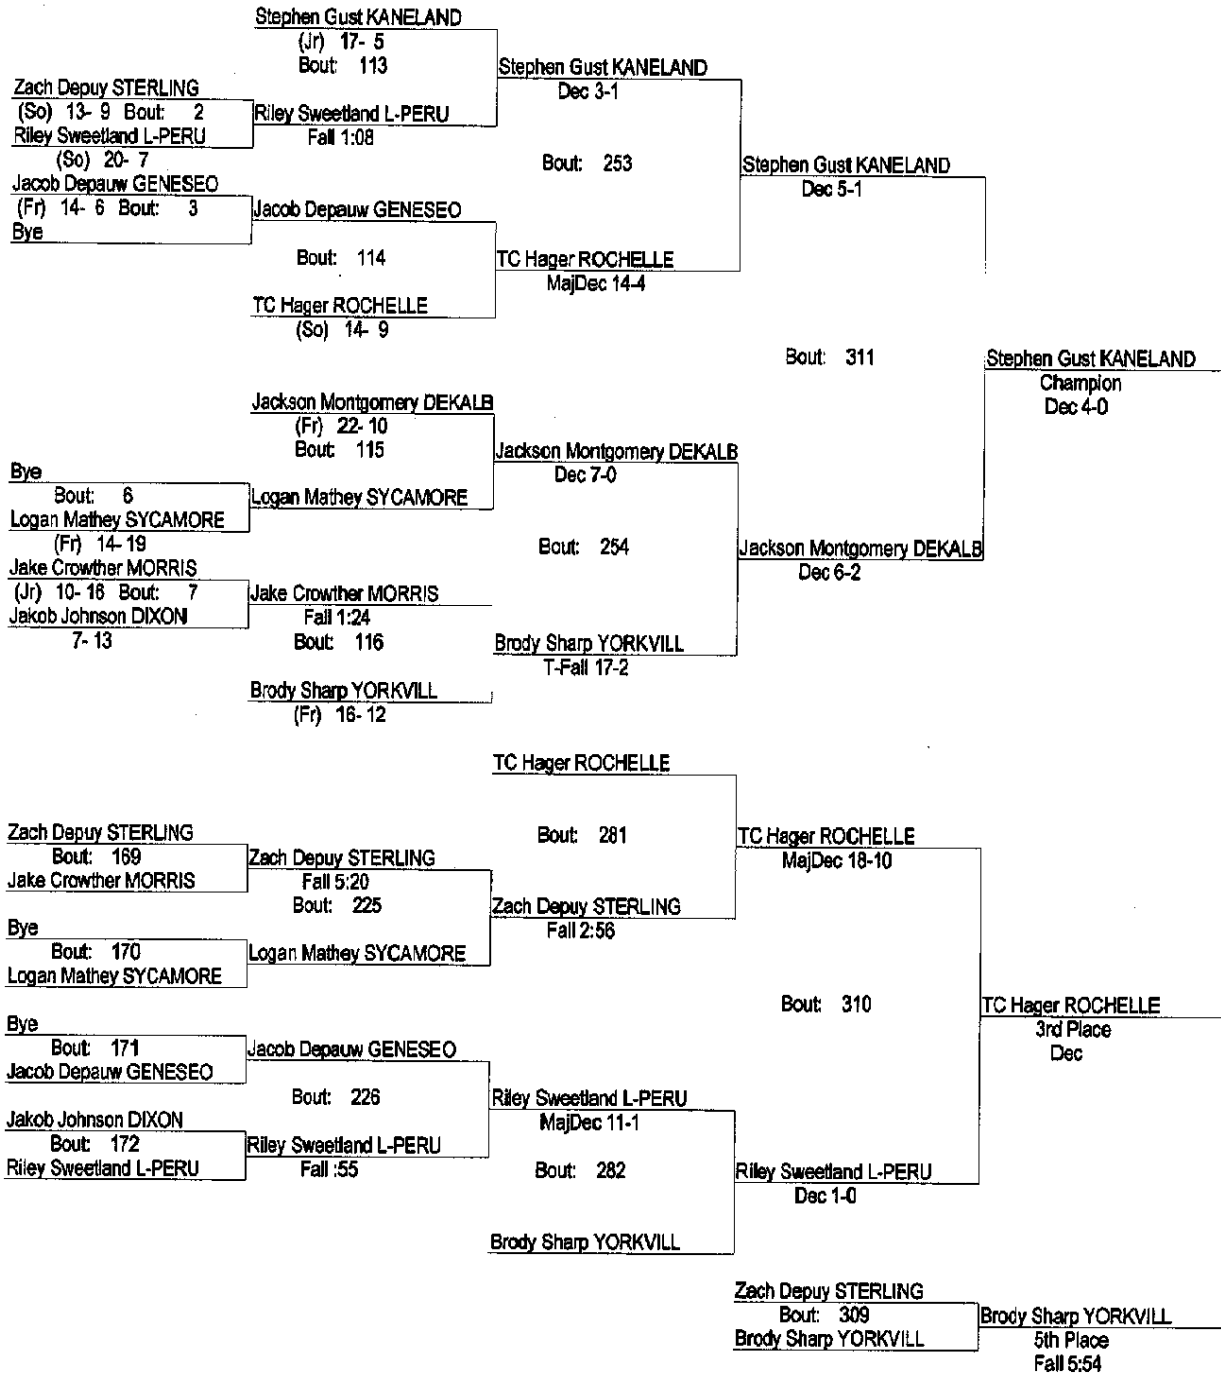 Stephen Gust KANELAND
(Jr) 17- 5
Bout: 113
Zach Depuy STERLING
(So) 13- 9 Bout: 2
Riley Sweetland L-PERU
(So) 20- 7
Riley Sweetland L-PERU
Fall 1:08
Stephen Gust KANELAND
Dec 3-1
Jacob Depauw GENESEO
(Fr) 14- 6 Bout: 3
Bye
Jacob Depauw GENESEO
Bout: 114
TC Hager ROCHELLE
(So) 14- 9
TC Hager ROCHELLE
MajDec 14-4
Bout: 253
Stephen Gust KANELAND
Dec 5-1
Jackson Montgomery DEKALB
(Fr) 22- 10
Bout: 115
Bye
Bout: 6
Logan Mathey SYCAMORE
(Fr) 14- 19
Logan Mathey SYCAMORE
Jackson Montgomery DEKALB
Dec 7-0
Jake Crowther MORRIS
(Jr) 10- 16 Bout: 7
Jakob Johnson DIXON
7- 13
Jake Crowther MORRIS
Fall 1:24
Bout: 116
Brody Sharp YORKVILL
(Fr) 16- 12
Brody Sharp YORKVILL
T-Fall 17-2
Bout: 254
Jackson Montgomery DEKALB
Dec 6-2
Bout: 311
Stephen Gust KANELAND
Champion
Dec 4-0
TC Hager ROCHELLE
Zach Depuy STERLING
Bout: 169
Jake Crowther MORRIS
Zach Depuy STERLING
Fall 5:20
Bout: 225
Bye
Bout: 170
Logan Mathey SYCAMORE
Logan Mathey SYCAMORE
Zach Depuy STERLING
Fall 2:56
Bout: 281
TC Hager ROCHELLE
MajDec 18-10
Bye
Bout: 171
Jacob Depauw GENESEO
Jacob Depauw GENESEO
Bout: 226
Jakob Johnson DIXON
Bout: 172
Riley Sweetland L-PERU
Riley Sweetland L-PERU
Fall :55
Riley Sweetland L-PERU
MajDec 11-1
Bout: 282
Brody Sharp YORKVILL
Riley Sweetland L-PERU
Dec 1-0
Bout: 310
TC Hager ROCHELLE
3rd Place
Dec
Zach Depuy STERLING
Bout: 309
Brody Sharp YORKVILL
Brody Sharp YORKVILL
5th Place
Fall 5:54